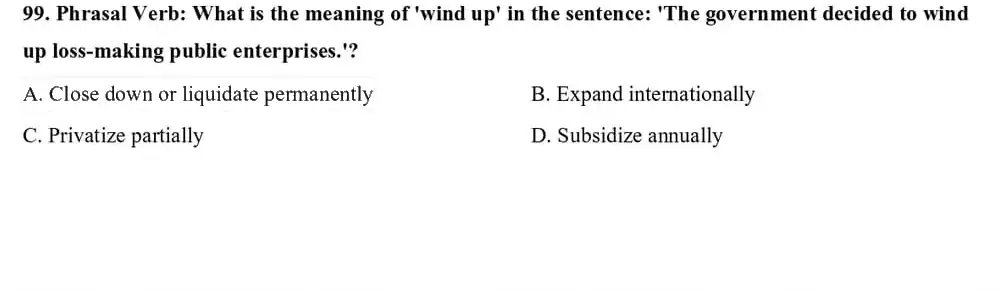 99. Phrasal Verb: What is the meaning of 'wind up' in the sentence: 'The government decided to wind
up loss-making public enterprises.'?
A. Close down or liquidate permanently
B. Expand internationally
C. Privatize partially
D. Subsidize annually